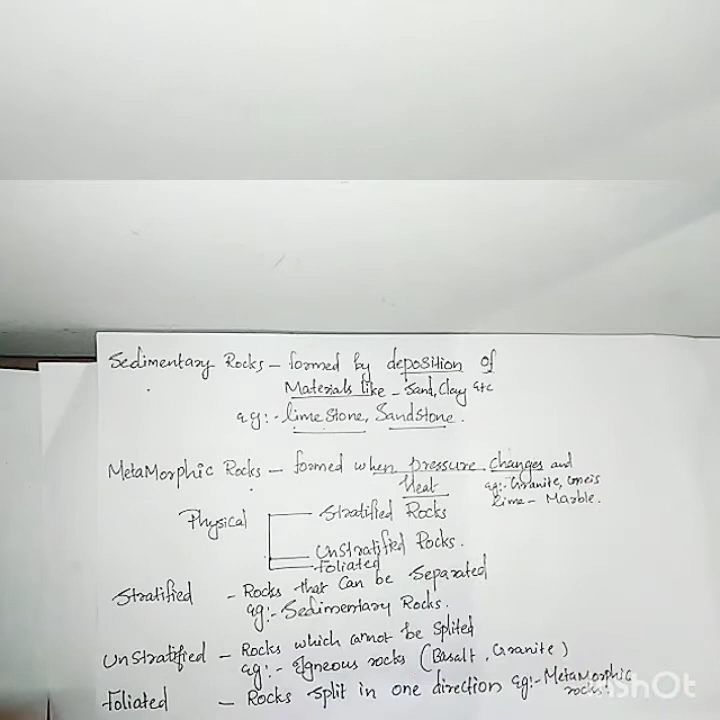 Sedimentary Rocks - formed by deposition of
Materials like - Sand, Clay etc
e.g:- limestone, Sandstone.
MetaMorphic Rocks - formed when pressure changes and
Heat
eg:- Granite, Gneis
Lime - Marble.
Physical
Stratified Rocks
UnStratified Rocks.
foliated
Stratified - Rocks that Can be Separated
eg:- Sedimentary Rocks.
UnStratified - Rocks which cannot be Splited
eg:- Igneous rocks (Basalt, Granite)
foliated - Rocks Split in one direction eg:- MetaMorphic
rocks